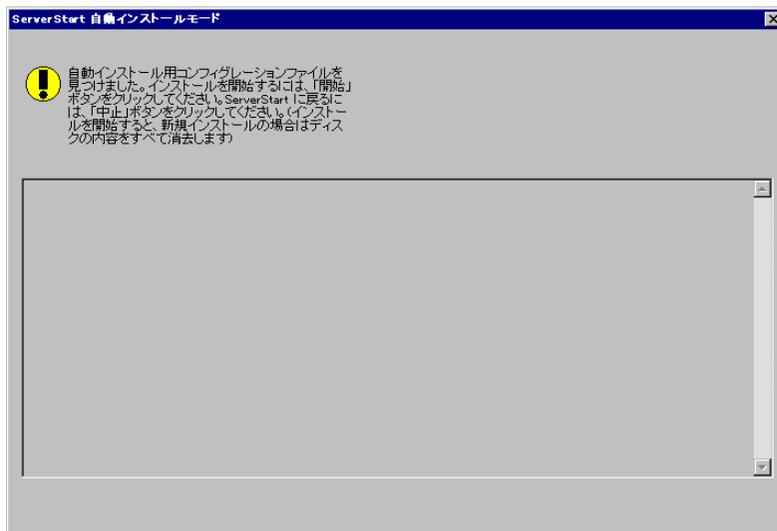 ServerStart 自動インストールモード
自動インストール用コンフィグレーションファイルを
見つけました。インストールを開始するには、「開始」
ボタンをクリックしてください。ServerStart に戻るに
は、「中止」ボタンをクリックしてください。(インストー
ルを開始すると、新規インストールの場合はディス
クの内容をすべて消去します)